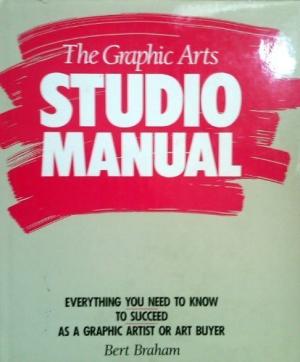 The Graphic Arts
STUDIO
MANUAL
EVERYTHING YOU NEED TO KNOW
TO SUCCEED
AS A GRAPHIC ARTIST OR ART BUYER
Bert Braham